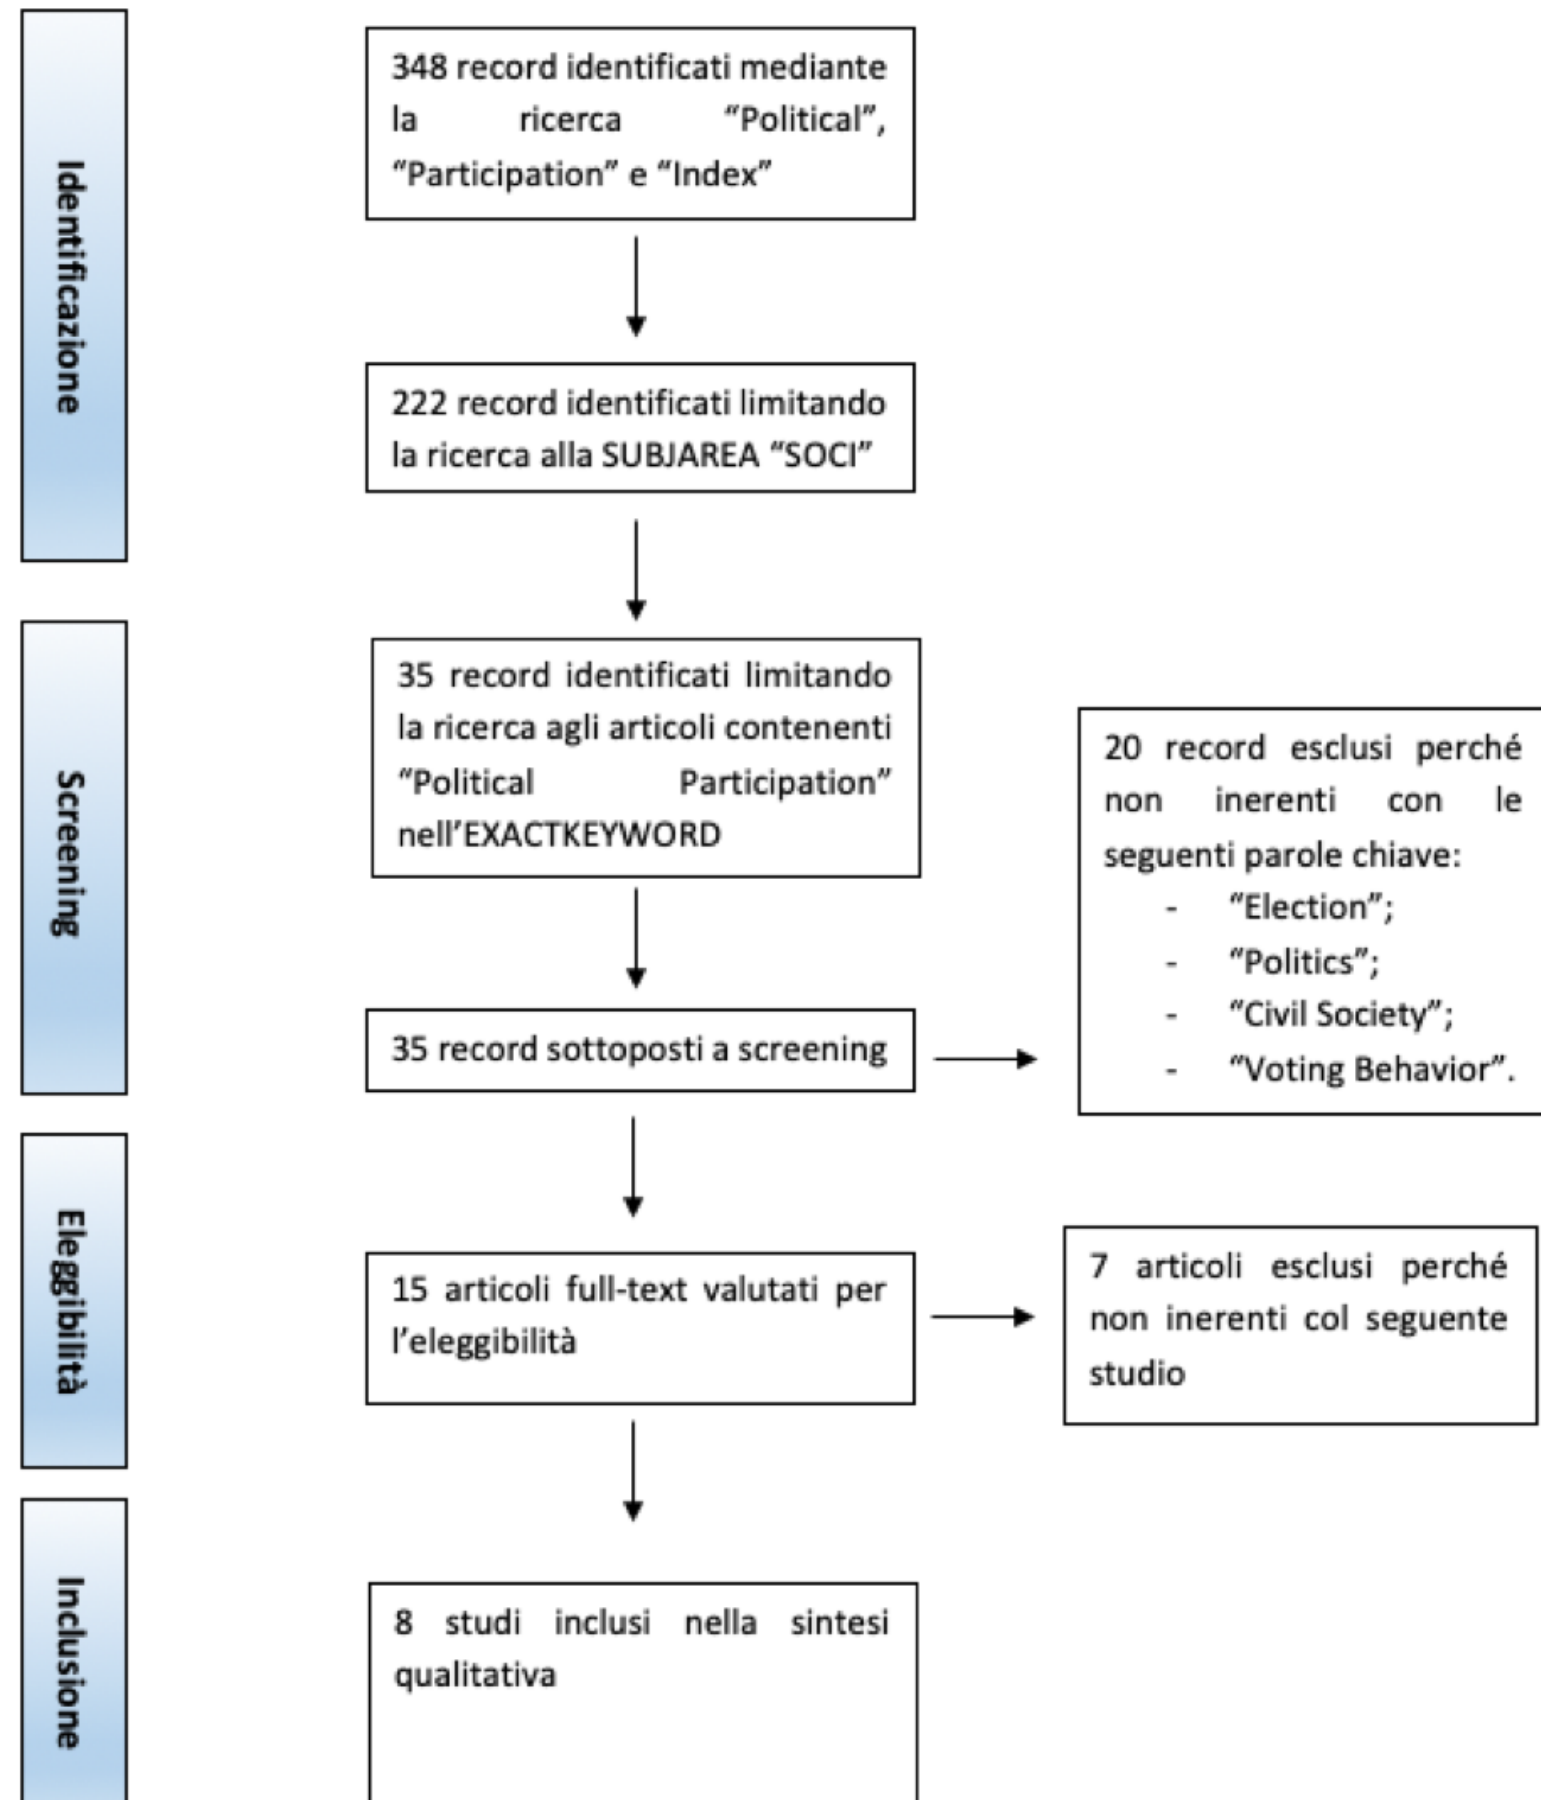 Identificazione
348 record identificati mediante
la ricerca “Political”,
“Participation” e “Index”
222 record identificati limitando
la ricerca alla SUBJAREA “SOCI”
Screening
35 record identificati limitando
la ricerca agli articoli contenenti
“Political Participation”
nell’EXACTKEYWORD
35 record sottoposti a screening
20 record esclusi perché
non inerenti con le
seguenti parole chiave:
- “Election”;
- “Politics”;
- “Civil Society”;
- “Voting Behavior”.
Eleggibilità
15 articoli full-text valutati per
l’eleggibilità
7 articoli esclusi perché
non inerenti col seguente
studio
Inclusione
8 studi inclusi nella sintesi
qualitativa